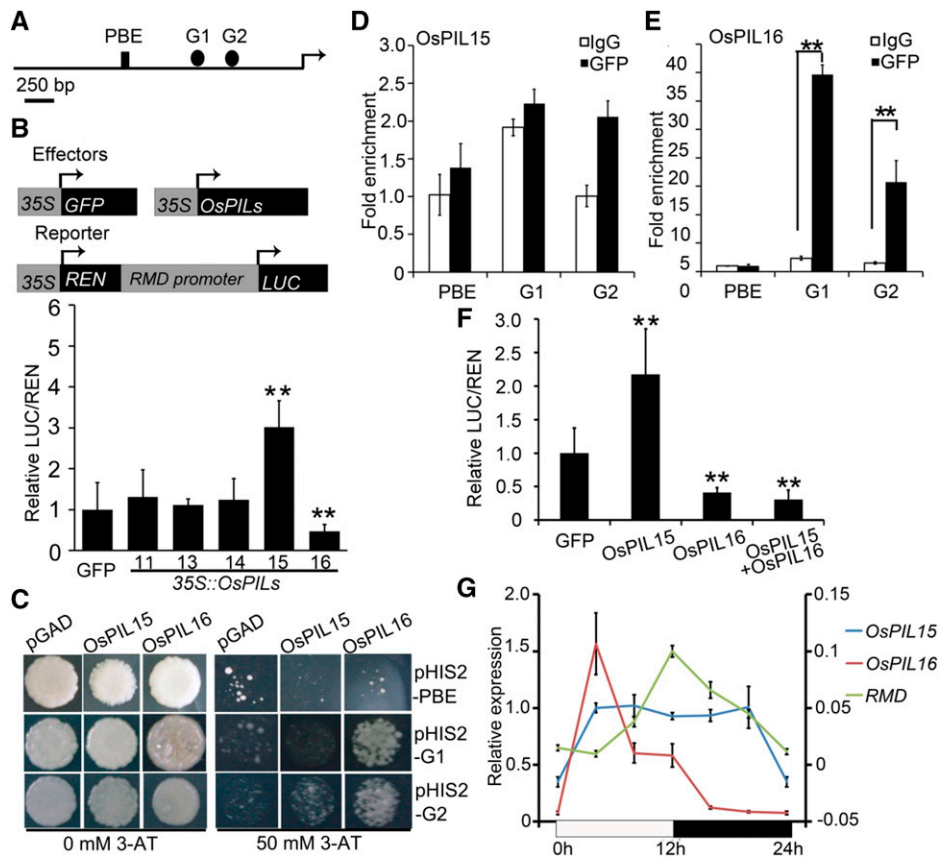 A
PBE
G1
G2
250 bp
B
Effectors
35S
GFP
35S
OsPILs
Reporter
35S
REN
RMD promoter
LUC
Relative LUC/REN
6
5
4
3
2
1
0
**
**
GFP
11
13
14
15
16
35S::OsPILs
C
pGAD
OsPIL15
OsPIL16
pGAD
OsPIL15
OsPIL16
pHIS2
-PBE
pHIS2
-G1
pHIS2
-G2
0 mM 3-AT
50 mM 3-AT
D
OsPIL15
IgG
GFP
Fold enrichment
3.0
2.5
2.0
1.5
1.0
0.5
0
PBE
G1
G2
E
OsPIL16
IgG
GFP
**
**
Fold enrichment
40
35
30
25
20
15
10
5
0
PBE
G1
G2
F
Relative LUC/REN
3.0
2.5
2.0
1.5
1.0
0.5
0
**
**
**
GFP
OsPIL15
OsPIL16
OsPIL15
+OsPIL16
G
Relative expression
2.0
1.5
1.0
0.5
0
0.15
0.1
0.05
0
-0.05
OsPIL15
OsPIL16
RMD
0h
12h
24h